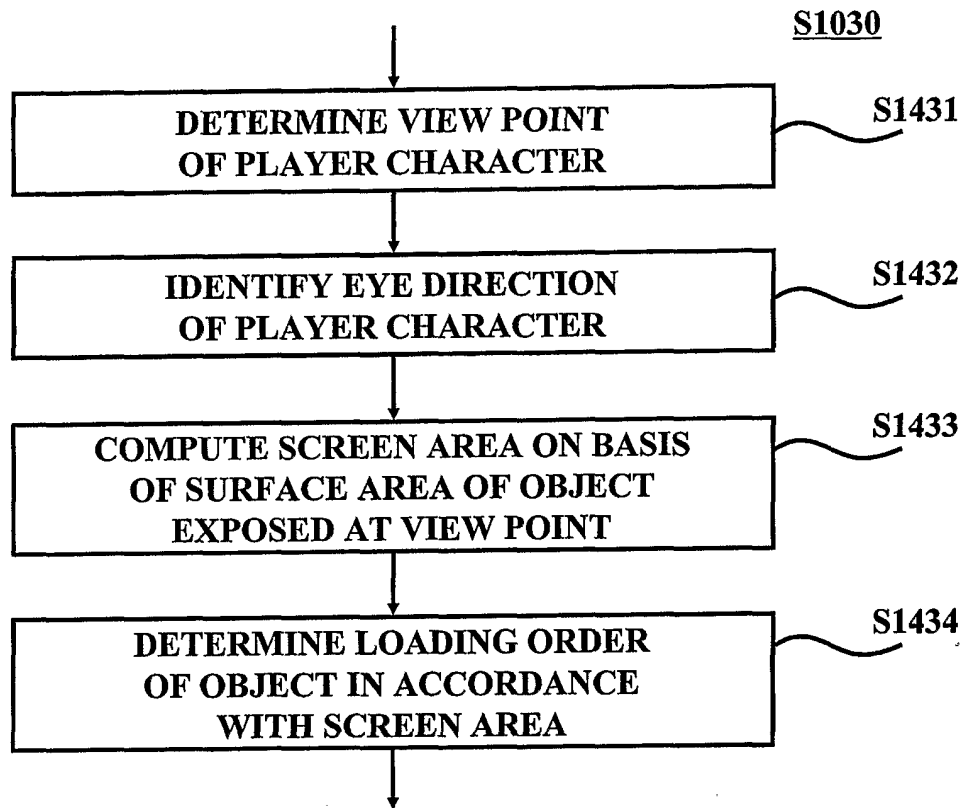 S1030
DETERMINE VIEW POINT
OF PLAYER CHARACTER
S1431
IDENTIFY EYE DIRECTION
OF PLAYER CHARACTER
S1432
COMPUTE SCREEN AREA ON BASIS
OF SURFACE AREA OF OBJECT
EXPOSED AT VIEW POINT
S1433
DETERMINE LOADING ORDER
OF OBJECT IN ACCORDANCE
WITH SCREEN AREA
S1434